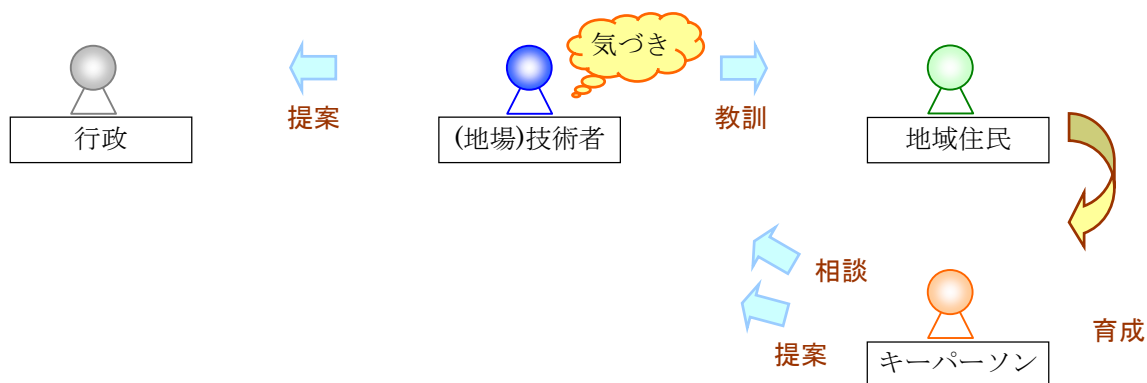 気づき
提案
教訓
行政
(地場)技術者
地域住民
相談
育成
提案
キーパーソン